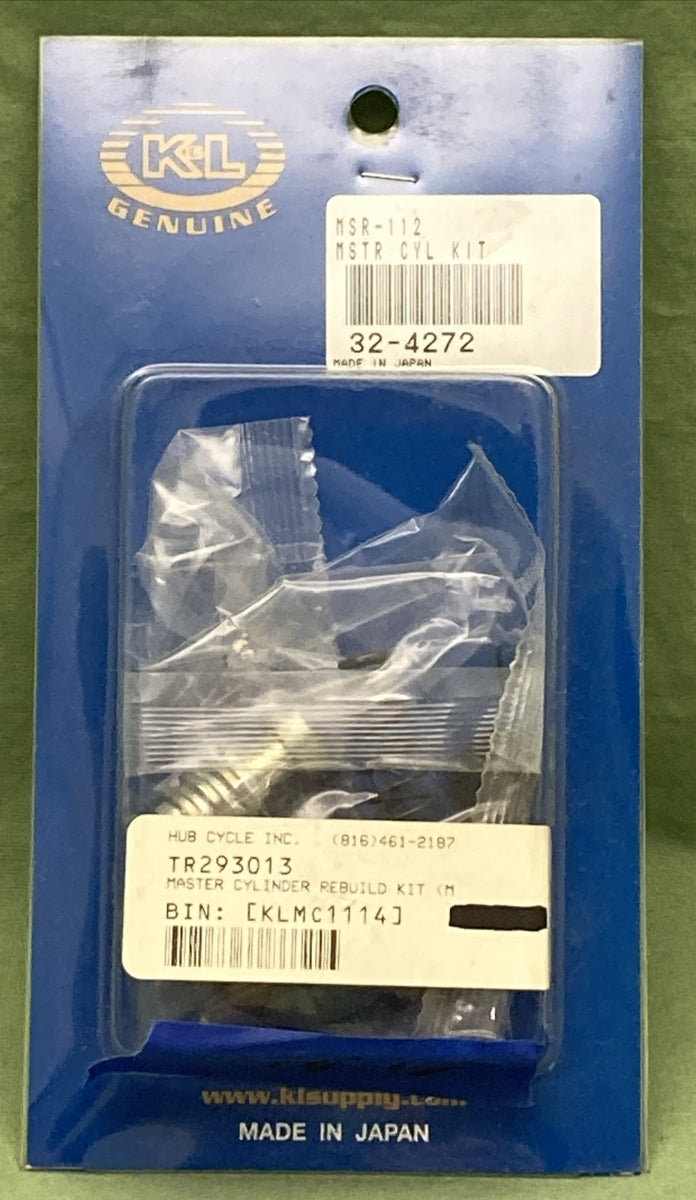 K&L
GENUINE
MSR-112
MSTR CYL KIT
32-4272
MADE IN JAPAN
HUB CYCLE INC. (816)461-2187
TR293013
MASTER CYLINDER REBUILD KIT (M
BIN: [KLMC1114]
www.klsupply.com
MADE IN JAPAN